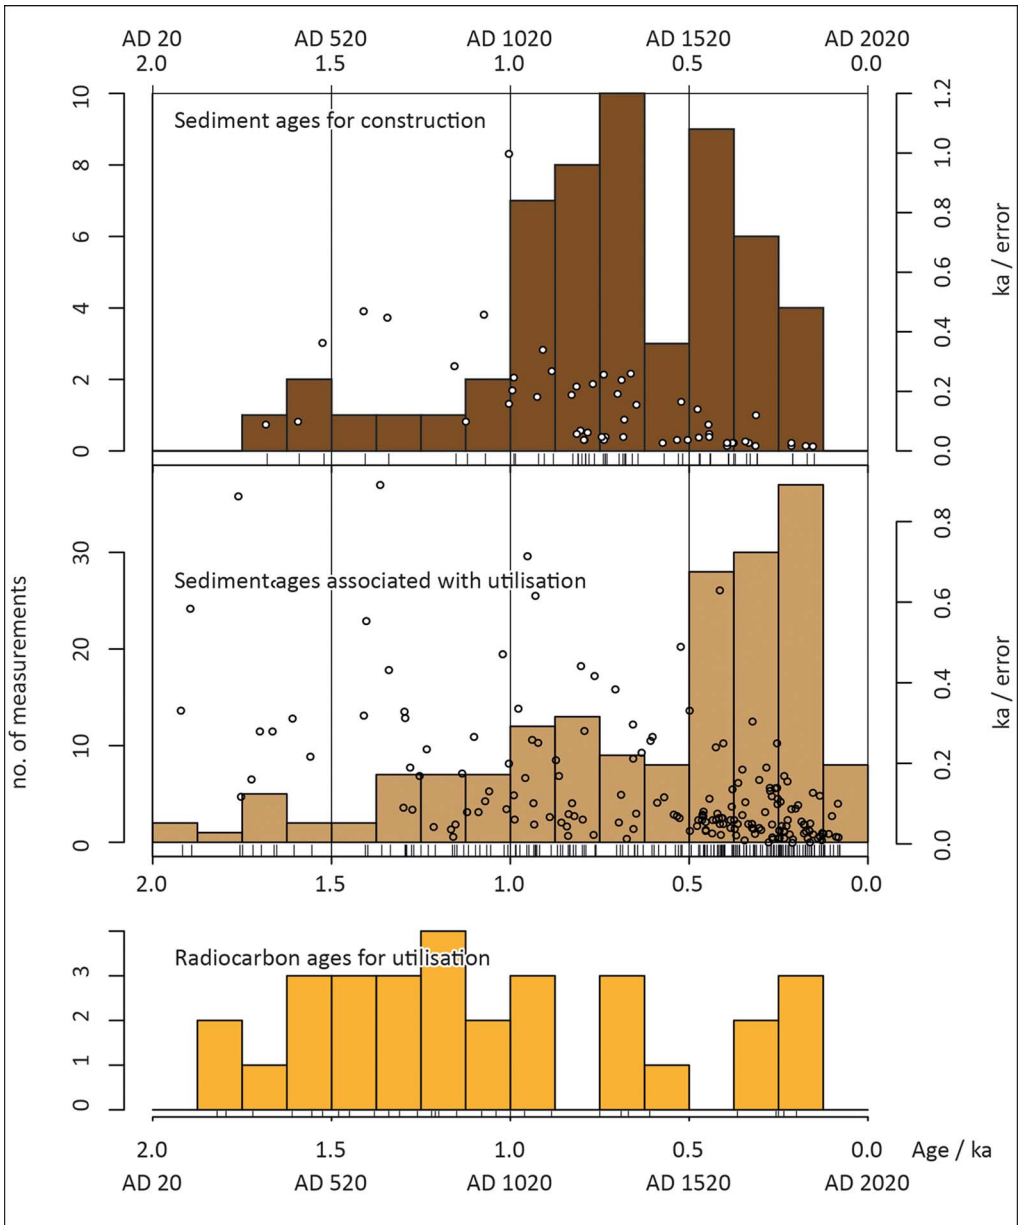 AD 20 AD 520 AD 1020 AD 1520 AD 2020
2.0 1.5 1.0 0.5 0.0
Sediment ages for construction
10
8
6
4
2
0
1.2
1.0
0.8
0.6
0.4
0.2
0.0
ka / error
Sediment ages associated with utilisation
no. of measurements
30
20
10
0
0.8
0.6
0.4
0.2
0.0
ka / error
2.0 1.5 1.0 0.5 0.0
Radiocarbon ages for utilisation
3
2
1
0
2.0 1.5 1.0 0.5 0.0 Age / ka
AD 20 AD 520 AD 1020 AD 1520 AD 2020